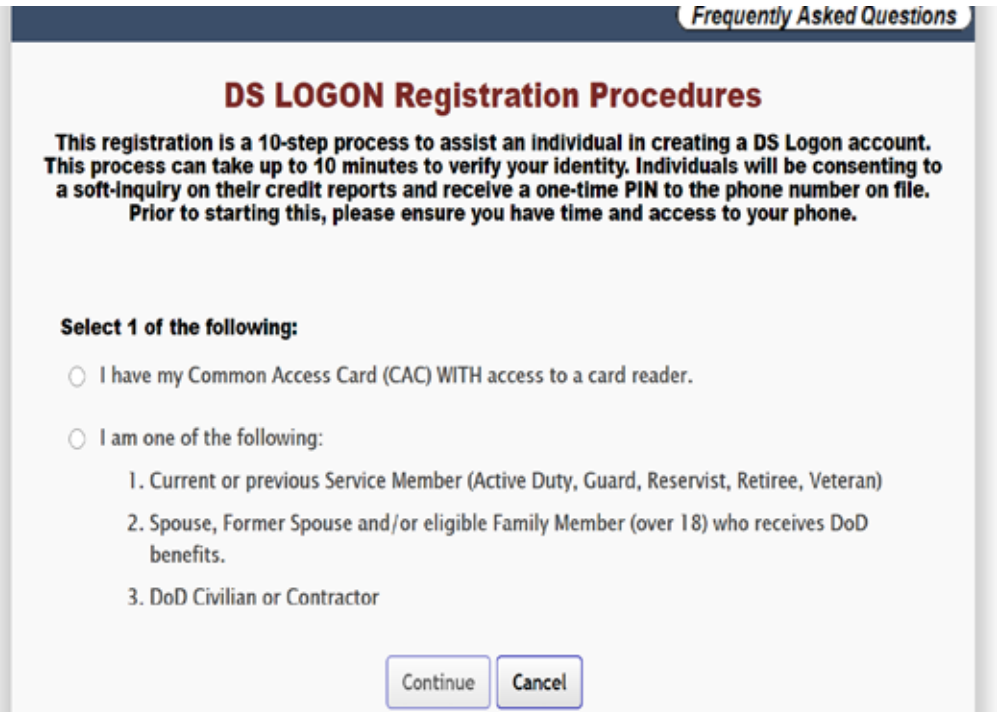 Frequently Asked Questions
DS LOGON Registration Procedures
This registration is a 10-step process to assist an individual in creating a DS Logon account.
This process can take up to 10 minutes to verify your identity. Individuals will be consenting to
a soft-inquiry on their credit reports and receive a one-time PIN to the phone number on file.
Prior to starting this, please ensure you have time and access to your phone.
Select 1 of the following:
I have my Common Access Card (CAC) WITH access to a card reader.
I am one of the following:
1. Current or previous Service Member (Active Duty, Guard, Reservist, Retiree, Veteran)
2. Spouse, Former Spouse and/or eligible Family Member (over 18) who receives DoD
benefits.
3. DoD Civilian or Contractor
Continue Cancel